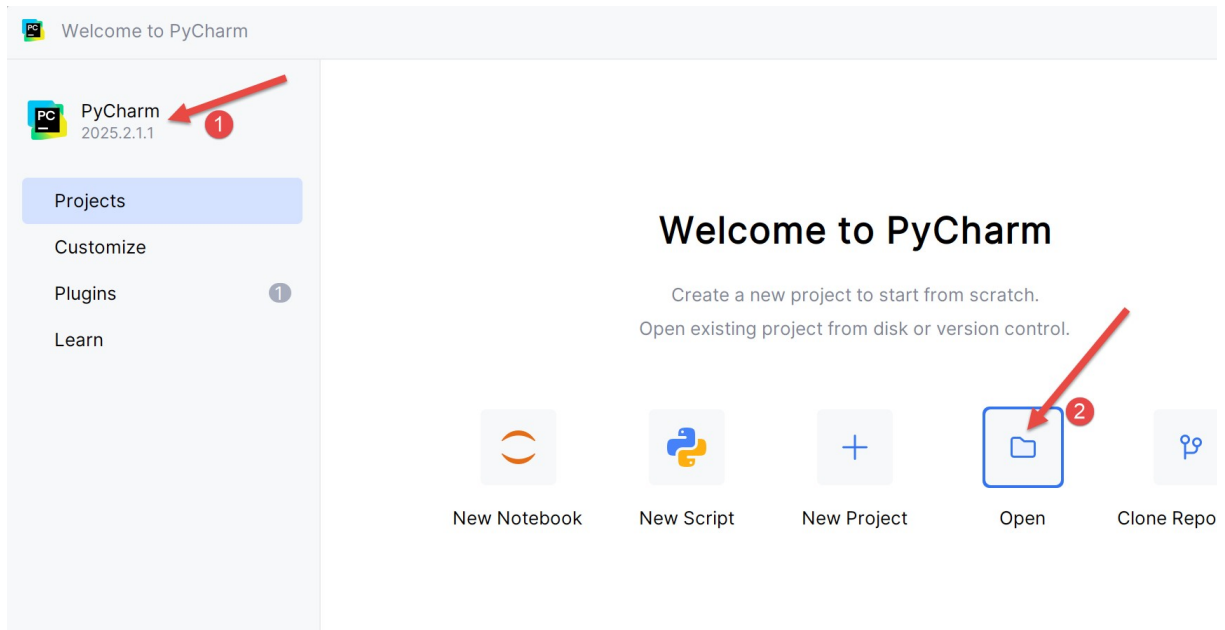 PC
Welcome to PyCharm
PC
PyCharm
2025.2.1.1
1
Projects
Customize
Plugins
1
Learn
Welcome to PyCharm
Create a new project to start from scratch.
Open existing project from disk or version control.
2
New Notebook
New Script
New Project
Open
Clone Repo